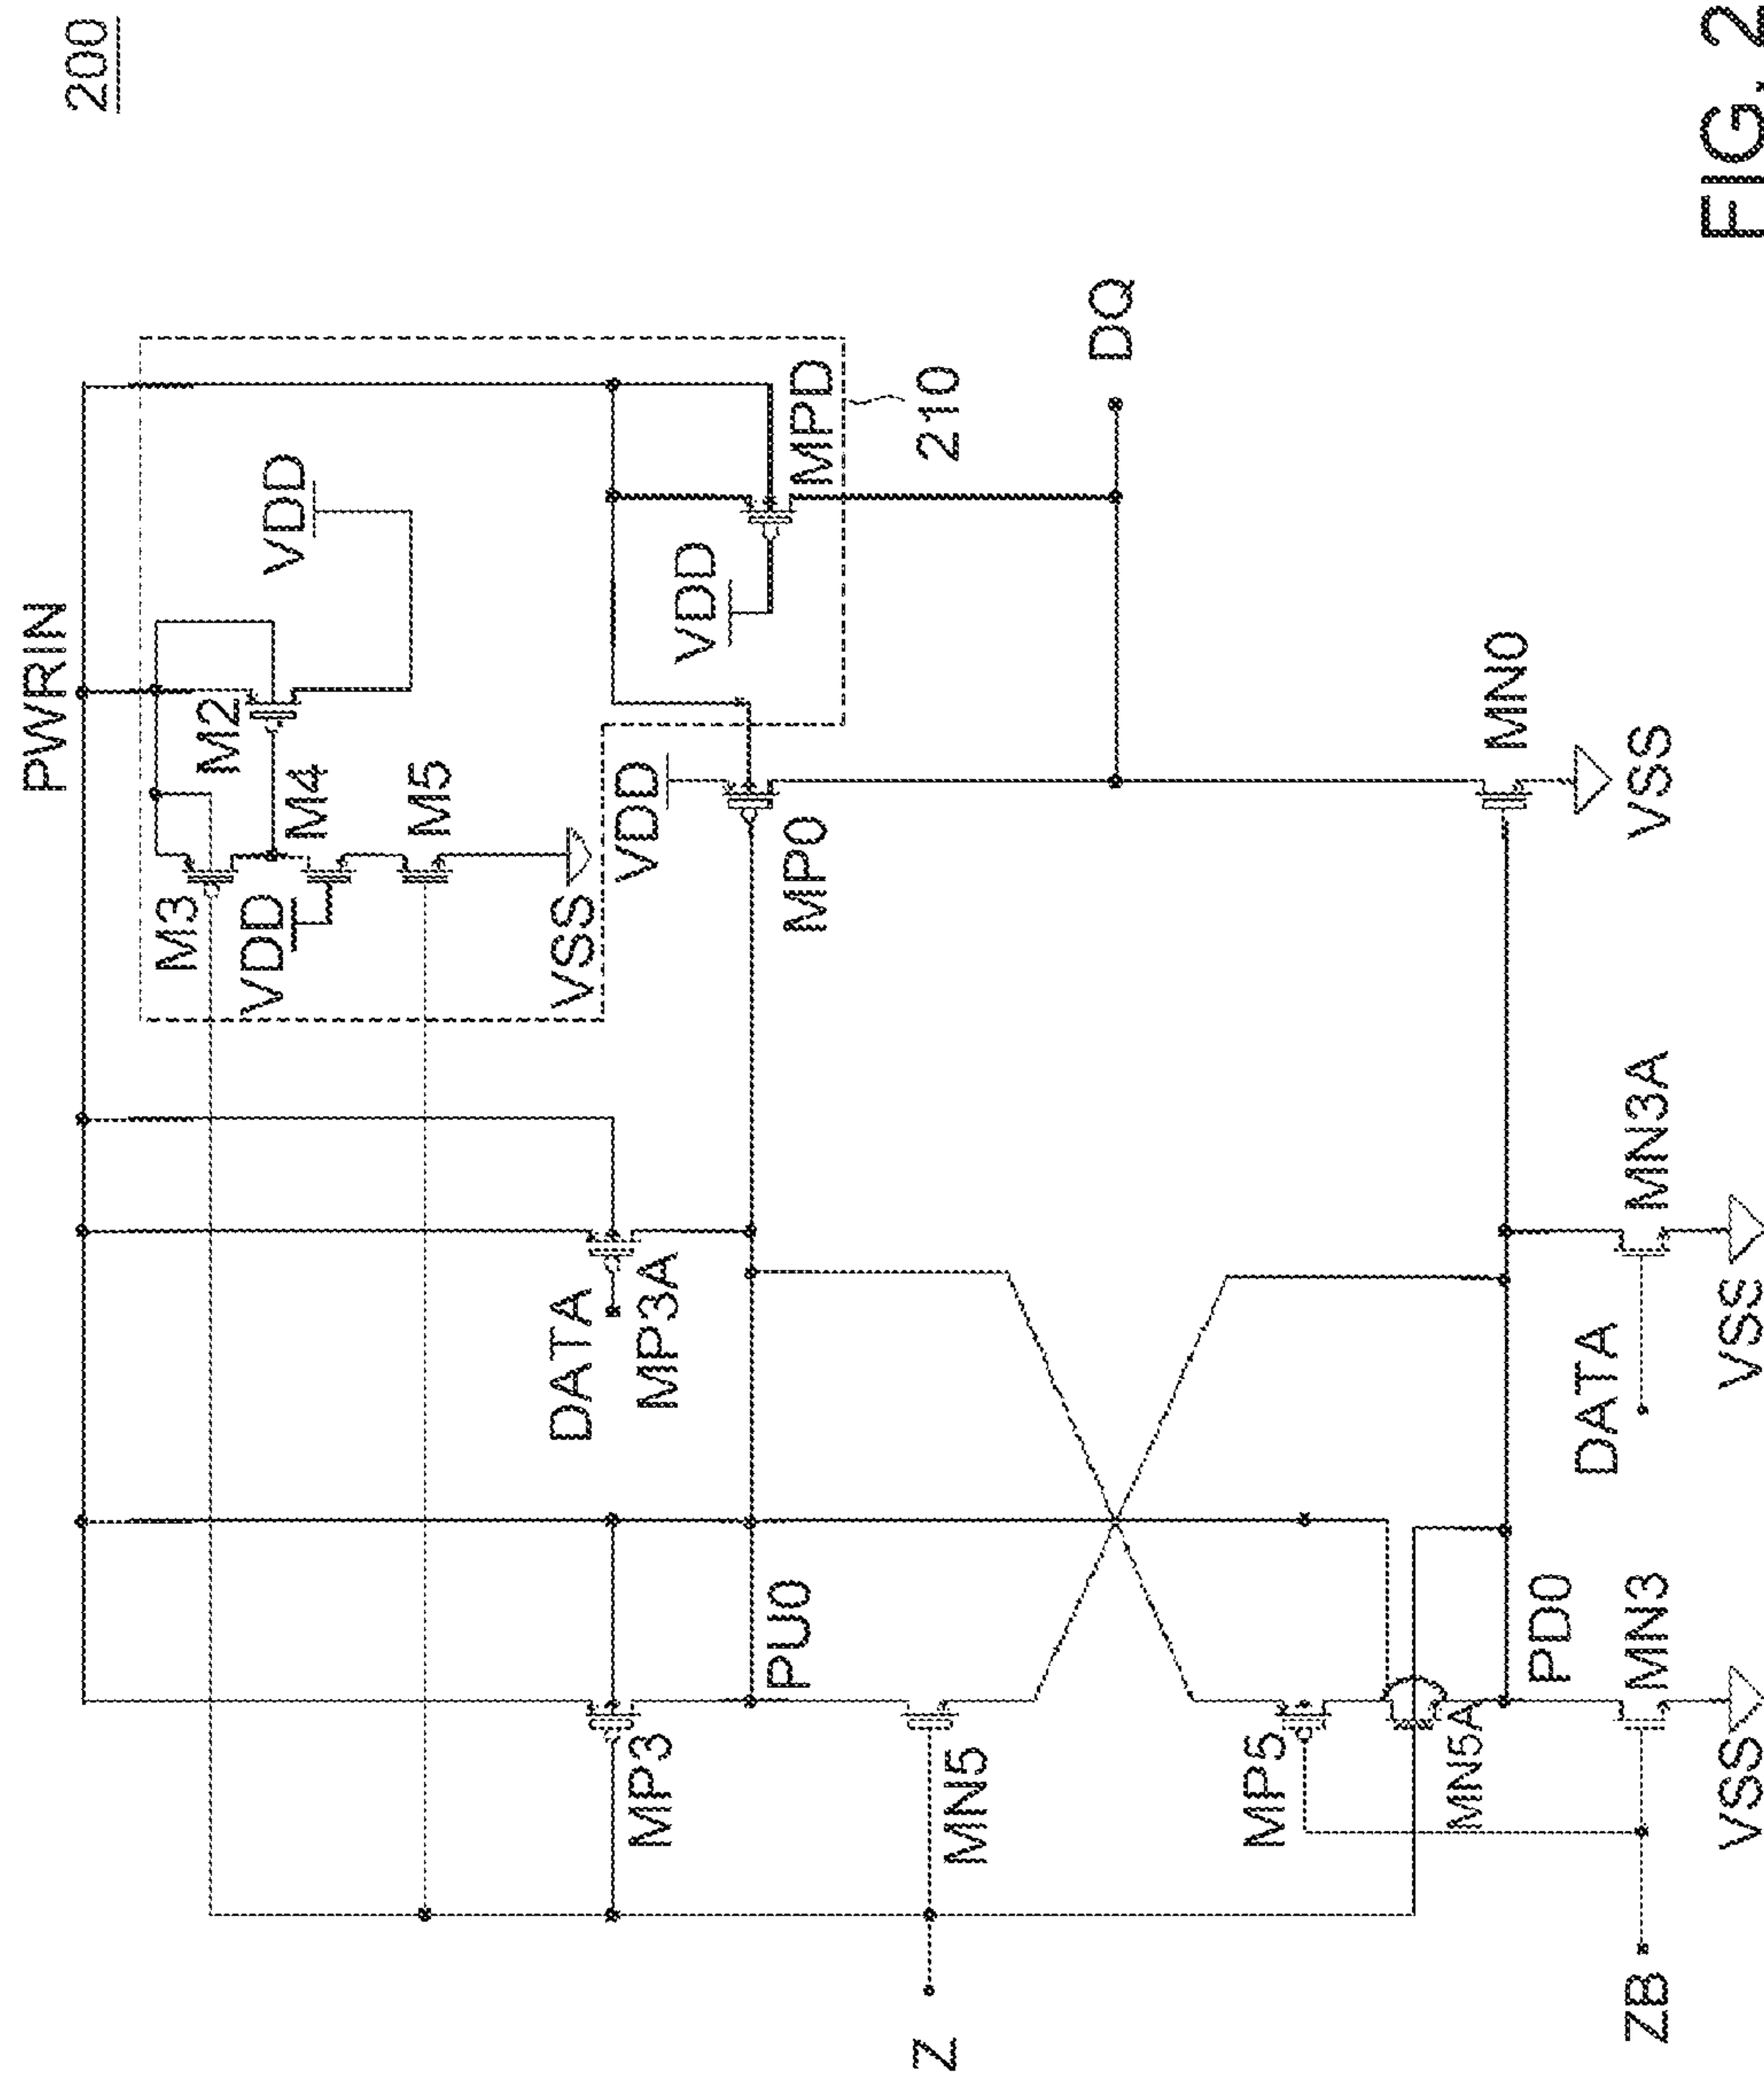 200
PWRIN
M3
M2
VDD
VDD
M4
M5
VSS
VDD
MPD
210
DATA
MP3A
VDD
MP0
MP3
PU0
DQ
Z
MN5
MP5
MN5A
PD0
MN0
VSS
DATA
MN3A
VSS
ZB
MN3
VSS
FIG. 2